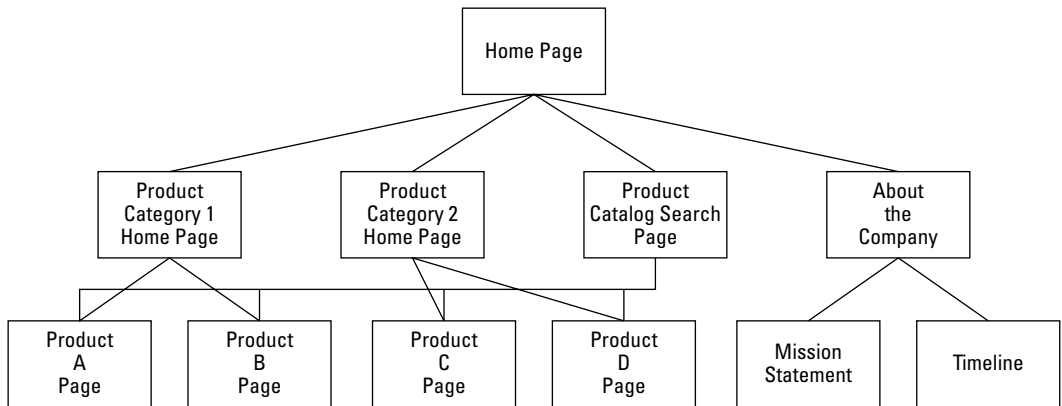 Home Page
Product
Category 1
Home Page
Product
Category 2
Home Page
Product
Catalog Search
Page
About
the
Company
Product
A
Page
Product
B
Page
Product
C
Page
Product
D
Page
Mission
Statement
Timeline